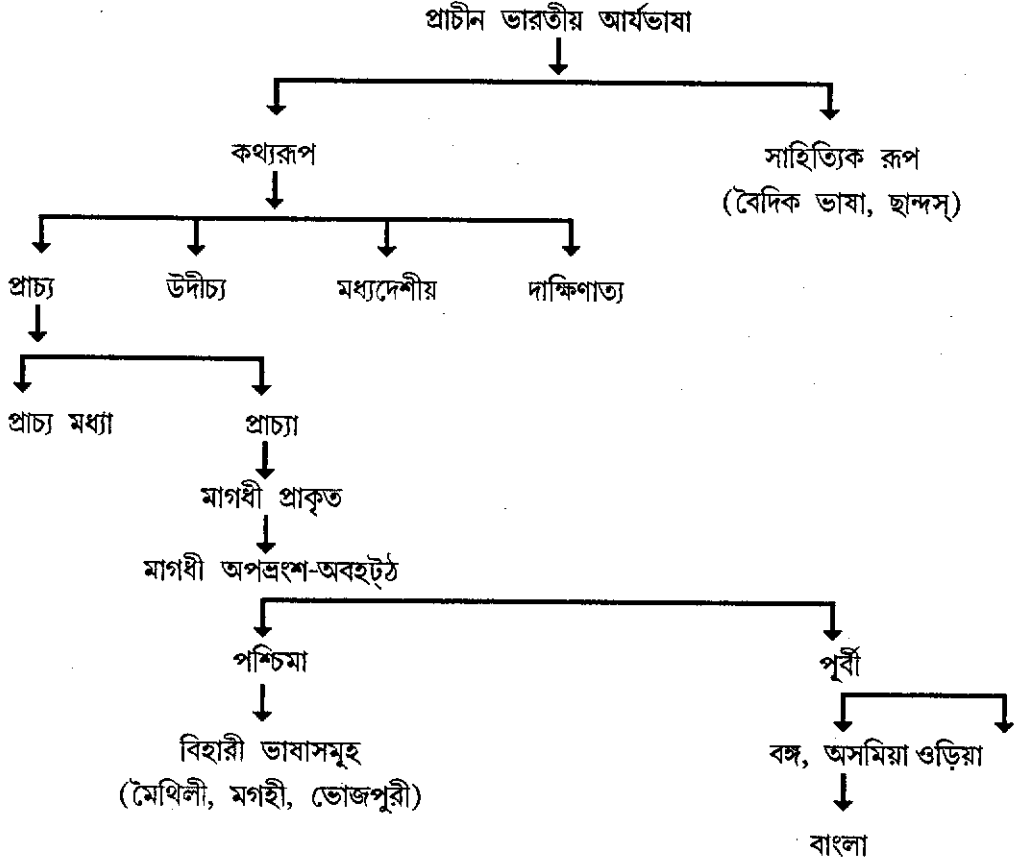 প্রাচীন ভারতীয় আর্যভাষা
কথ্যরূপ
সাহিত্যিক রূপ
(বৈদিক ভাষা, ছান্দস্)
প্রাচ্য উদীচ্য মধ্যদেশীয় দাক্ষিণাত্য
প্রাচ্য মধ্যা প্রাচ্যা
মাগধী প্রাকৃত
মাগধী অপভ্রংশ-অবহট্‌ঠ
পশ্চিমা পূর্বী
বিহারী ভাষাসমূহ
(মৈথিলী, মগহী, ভোজপুরী)
বঙ্গ, অসমিয়া ওড়িয়া
বাংলা